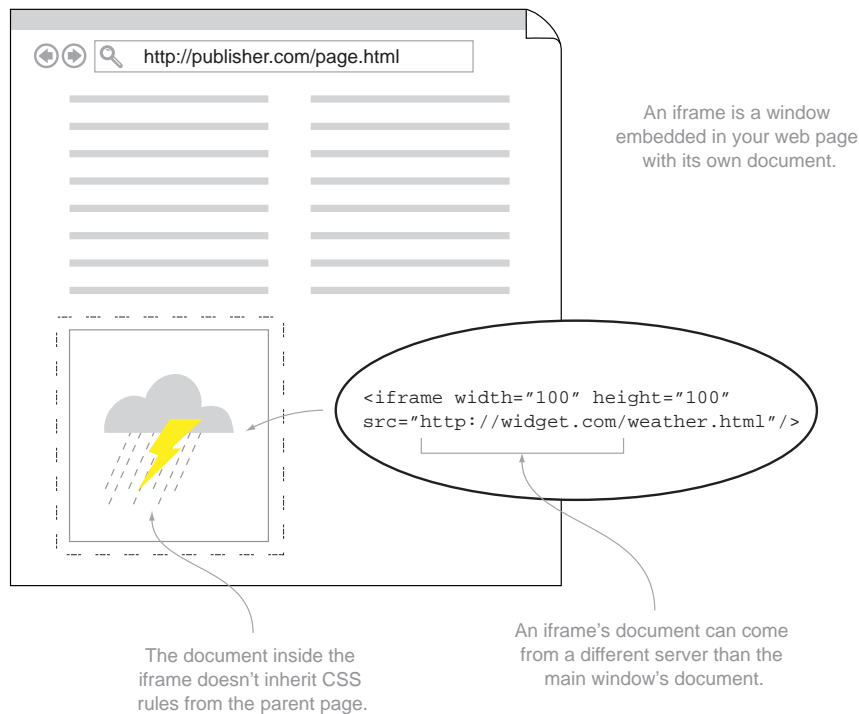 http://publisher.com/page.html
An iframe is a window
embedded in your web page
with its own document.
<iframe width="100" height="100"
src="http://widget.com/weather.html"/>
The document inside the
iframe doesn't inherit CSS
rules from the parent page.
An iframe's document can come
from a different server than the
main window's document.